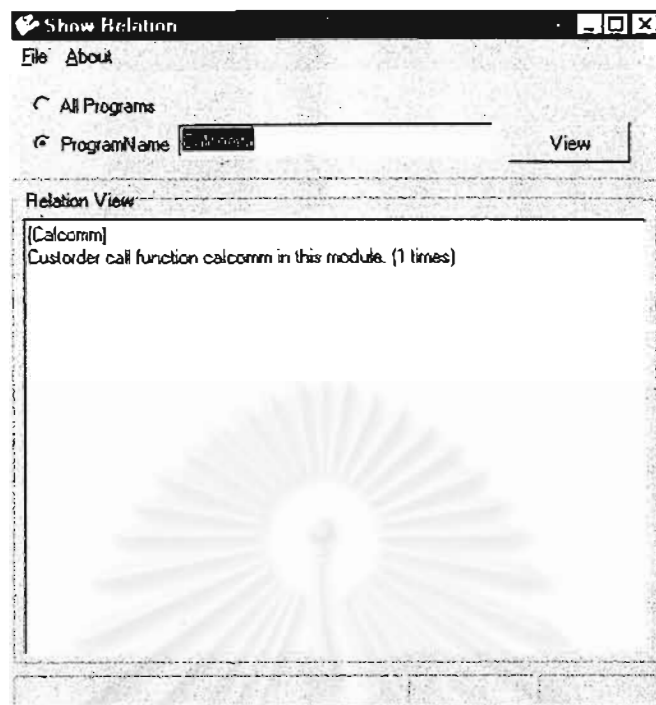 Show Relation
File About
All Programs
ProgramName
View
Relation View
[Calcomm]
Custorder call function calcomm in this module. (1 times)